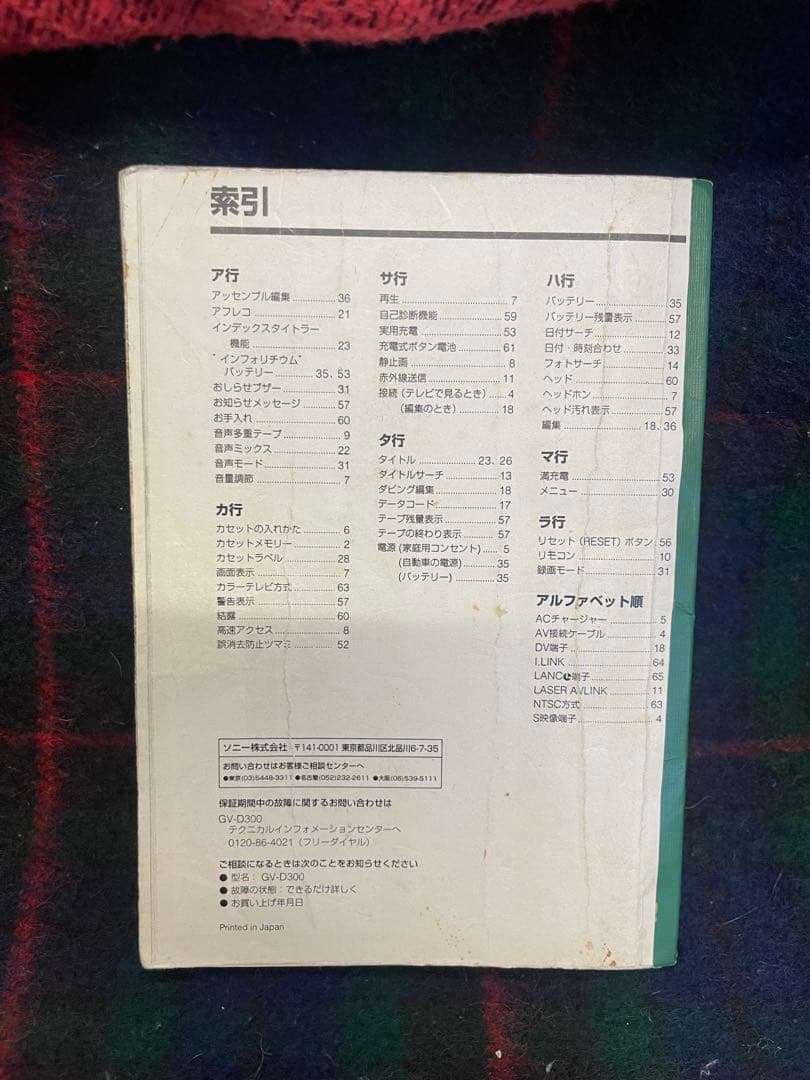 索引
ア行
アッセンブル編集 ............ 36
アフレコ ............ 21
インデックスタイトラー
機能 ............ 23
"インフォリチウム"
バッテリー ............ 35、53
おしらせブザー ............ 31
お知らせメッセージ ............ 57
お手入れ ............ 60
音声多重テープ ............ 9
音声ミックス ............ 22
音声モード ............ 31
音量調節 ............ 7
カ行
カセットの入れかた ............ 6
カセットメモリー ............ 2
カセットラベル ............ 28
画面表示 ............ 7
カラーテレビ方式 ............ 63
警告表示 ............ 57
結露 ............ 60
高速アクセス ............ 8
誤消去防止ツマミ ............ 52
サ行
再生 ............ 7
自己診断機能 ............ 59
実用充電 ............ 53
充電式ボタン電池 ............ 61
静止画 ............ 8
赤外線送信 ............ 11
接続 (テレビで見るとき) ...... 4
(編集のとき) ............ 18
タ行
タイトル ............ 23、26
タイトルサーチ ............ 13
ダビング編集 ............ 18
データコード ............ 17
テープ残量表示 ............ 57
テープの終わり表示 ............ 57
電源 (家庭用コンセント) ...... 5
(自動車の電源) ............ 35
(バッテリー) ............ 35
ハ行
バッテリー ............ 35
バッテリー残量表示 ............ 57
日付サーチ ............ 12
日付・時刻合わせ ............ 33
フォトサーチ ............ 14
ヘッド ............ 60
ヘッドホン ............ 7
ヘッド汚れ表示 ............ 57
編集 ............ 18、36
マ行
満充電 ............ 53
メニュー ............ 30
ラ行
リセット (RESET) ボタン . 56
リモコン ............ 10
録画モード ............ 31
アルファベット順
ACチャージャー ............ 5
AV接続ケーブル ............ 4
DV端子 ............ 18
I.LINK ............ 64
LANC端子 ............ 65
LASER AVLINK ............ 11
NTSC方式 ............ 63
S映像端子 ............ 4
ソニー株式会社 〒141-0001 東京都品川区北品川6-7-35
お問い合わせはお客様ご相談センターへ
●東京(03)5448-3311 ●名古屋(052)232-2611 ●大阪(06)539-5111
保証期間中の故障に関するお問い合わせは
GV-D300
テクニカルインフォメーションセンターへ
0120-86-4021（フリーダイヤル）
ご相談になるときは次のことをお知らせください
● 型名： GV-D300
● 故障の状態：できるだけ詳しく
● お買い上げ年月日
Printed in Japan